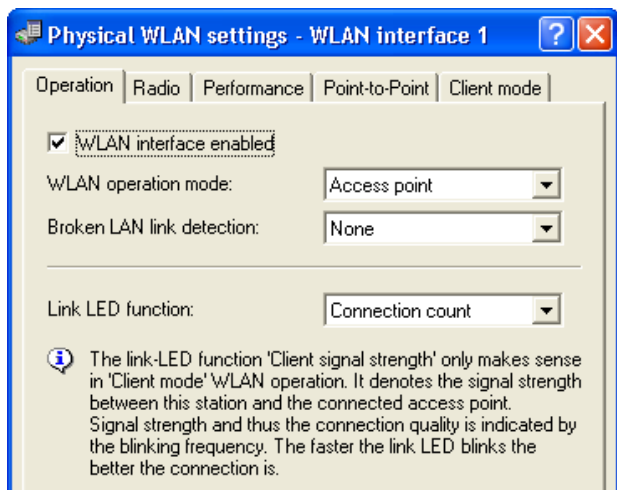 Physical WLAN settings - WLAN interface 1
?
Operation Radio Performance Point-to-Point Client mode
WLAN interface enabled
WLAN operation mode: Access point
Broken LAN link detection: None
Link LED function: Connection count
The link-LED function 'Client signal strength' only makes sense
in 'Client mode' WLAN operation. It denotes the signal strength
between this station and the connected access point.
Signal strength and thus the connection quality is indicated by
the blinking frequency. The faster the link LED blinks the
better the connection is.